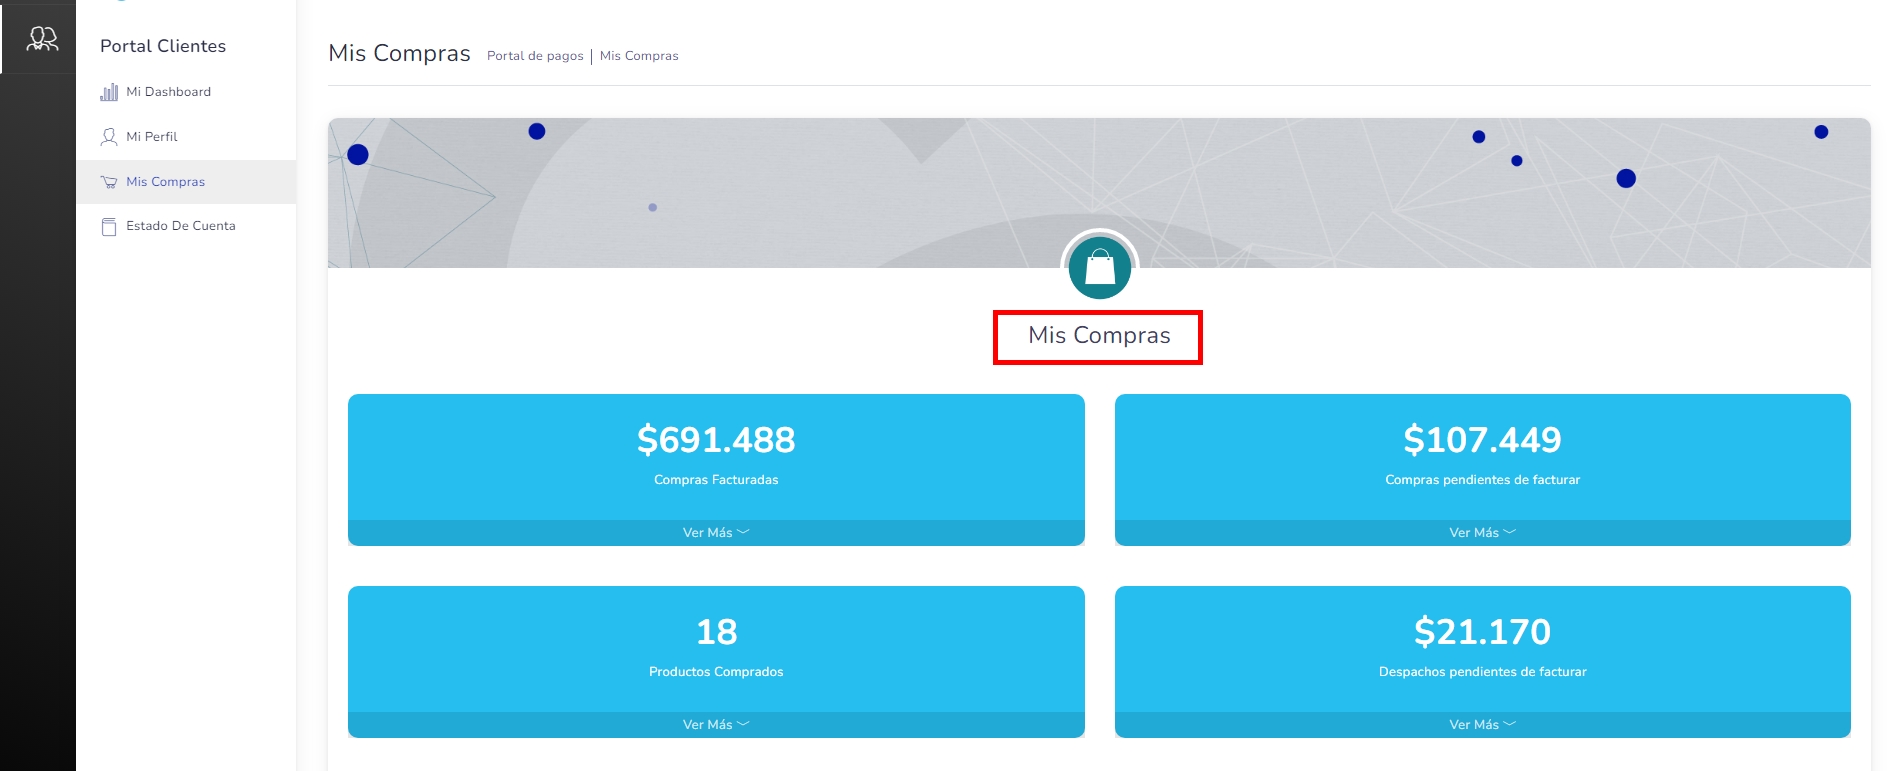 Portal Clientes
Mi Dashboard
Mi Perfil
Mis Compras
Estado De Cuenta
Mis Compras Portal de pagos | Mis Compras
Mis Compras
$691.488
Compras Facturadas
Ver Más
$107.449
Compras pendientes de facturar
Ver Más
18
Productos Comprados
Ver Más
$21.170
Despachos pendientes de facturar
Ver Más